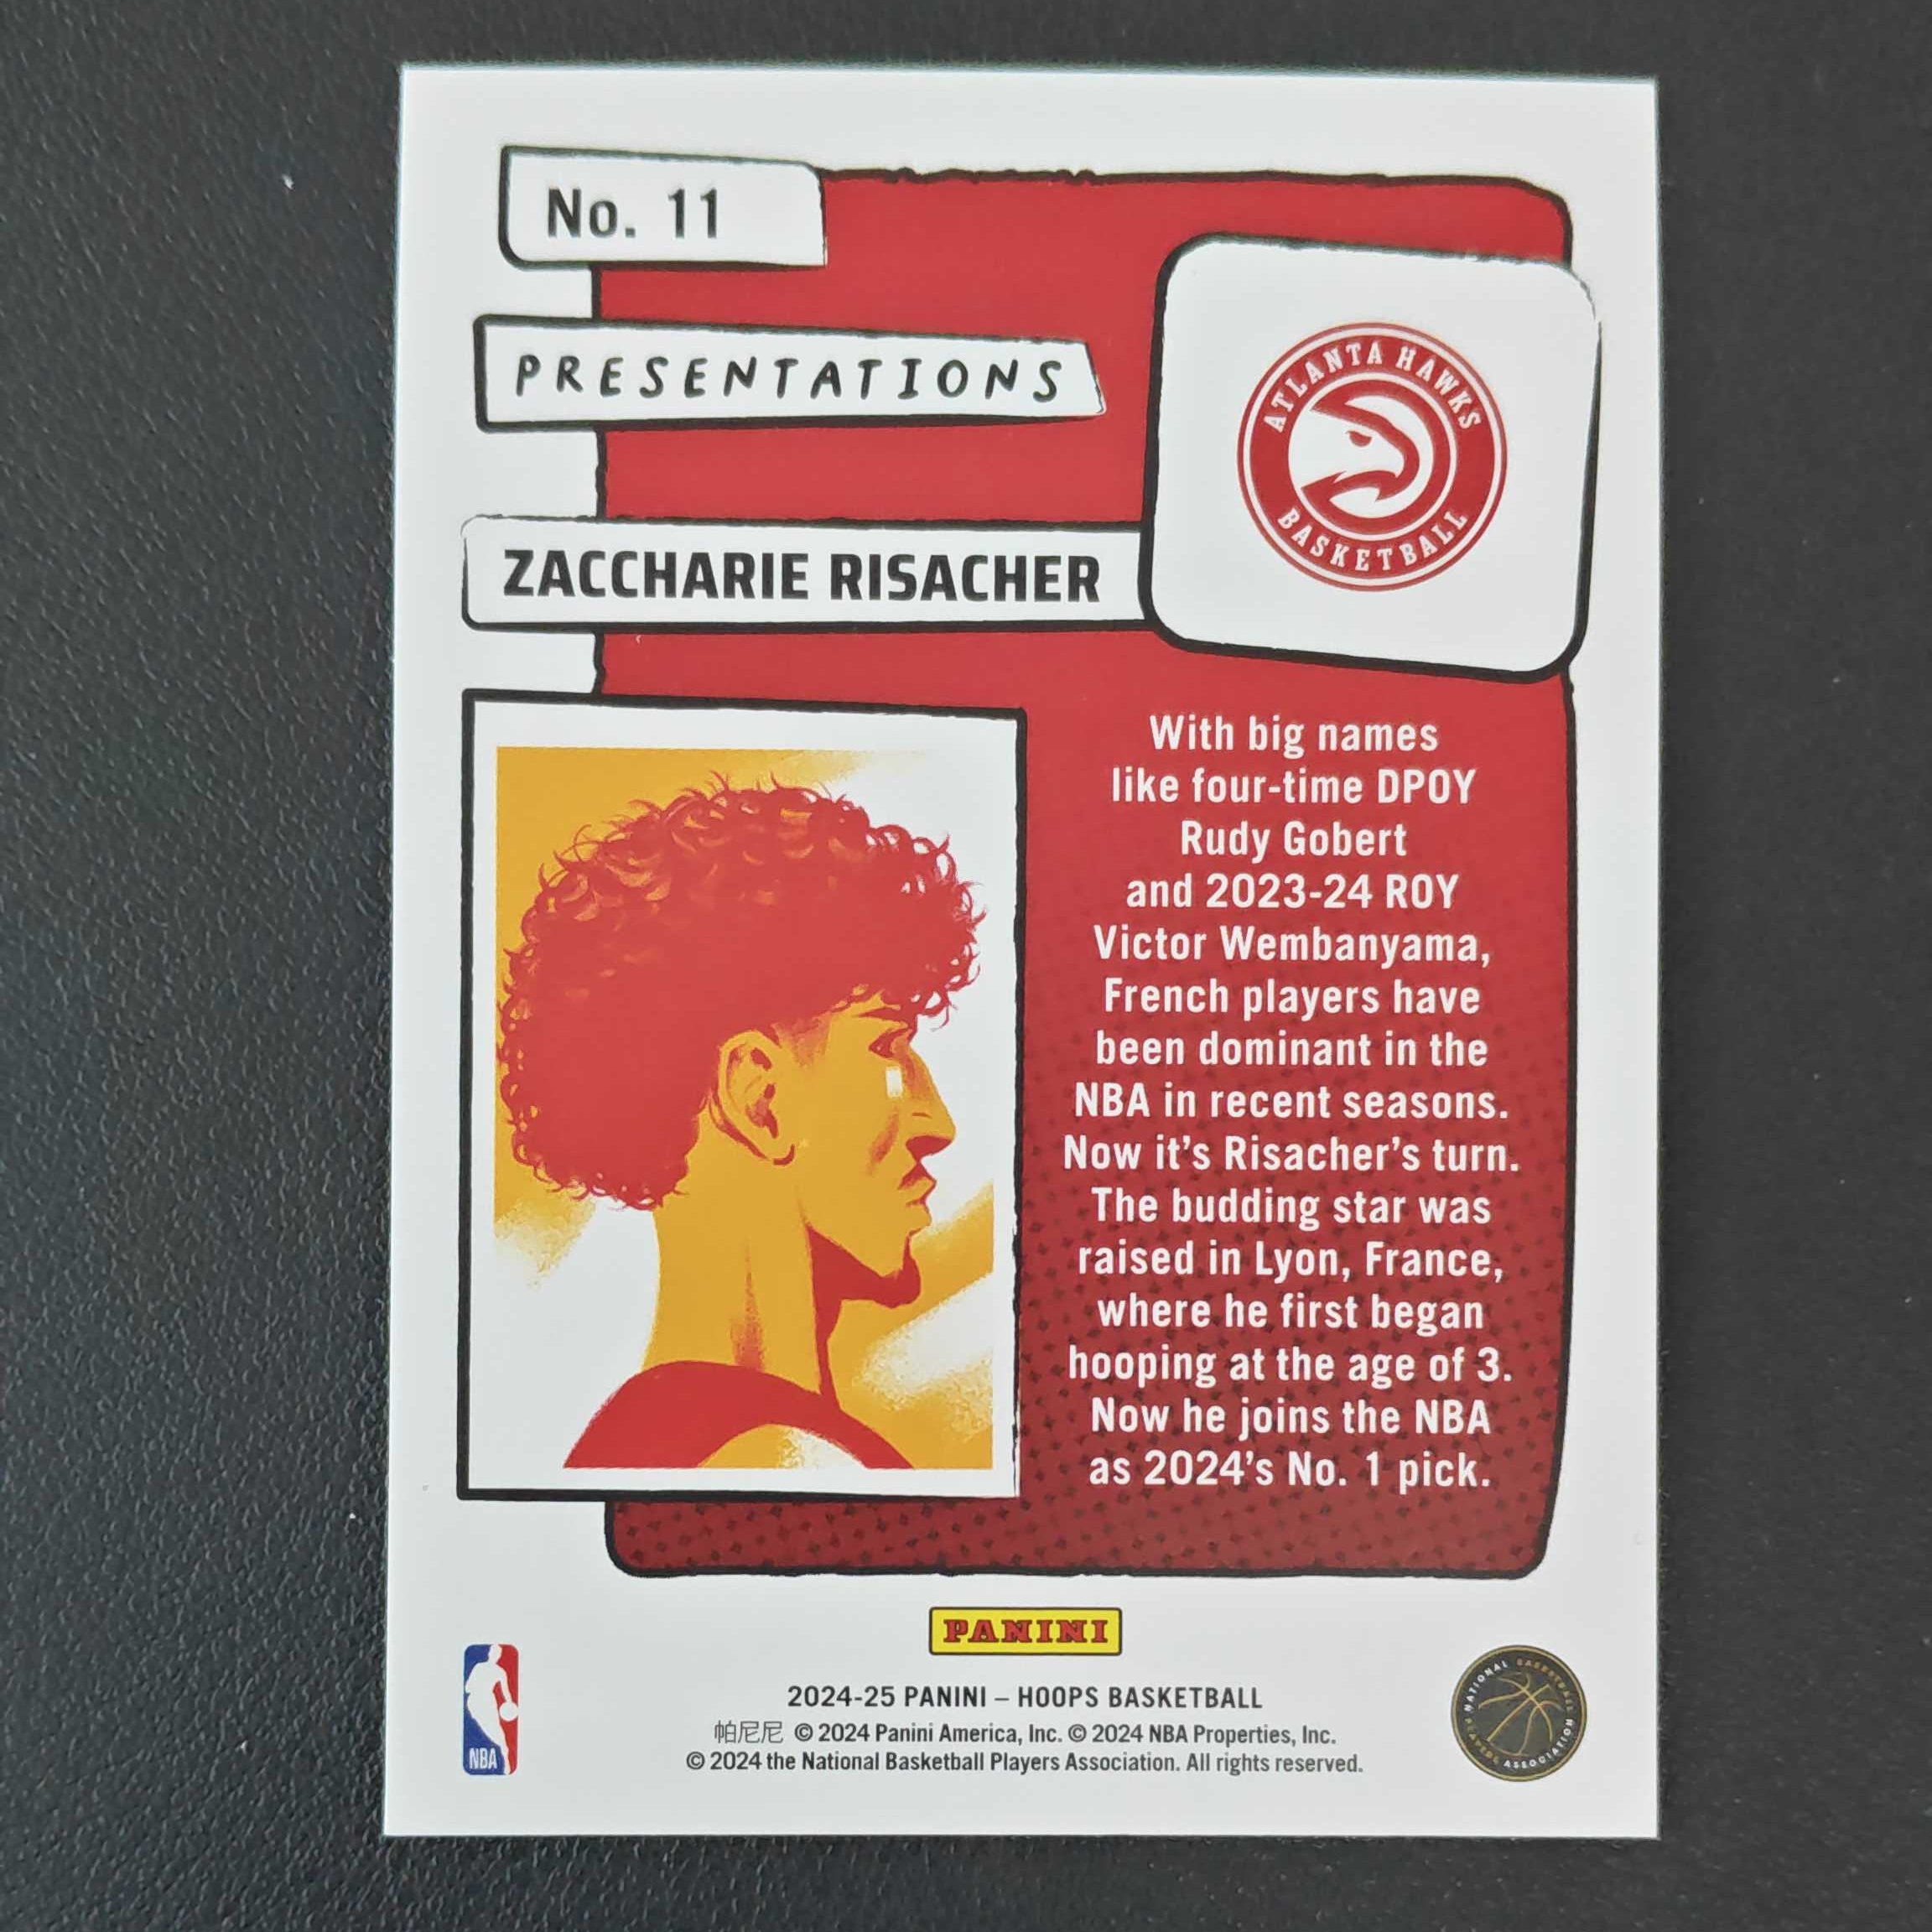 No. 11
PRESENTATIONS
ATLANTA HAWKS
BASKETBALL
ZACCHARIE RISACHER
With big names
like four-time DPOY
Rudy Gobert
and 2023-24 ROY
Victor Wembanyama,
French players have
been dominant in the
NBA in recent seasons.
Now it's Risacher's turn.
The budding star was
raised in Lyon, France,
where he first began
hooping at the age of 3.
Now he joins the NBA
as 2024's No. 1 pick.
PANINI
NBA
2024-25 PANINI – HOOPS BASKETBALL
帕尼尼 © 2024 Panini America, Inc. © 2024 NBA Properties, Inc.
© 2024 the National Basketball Players Association. All rights reserved.
NATIONAL BASKETBALL
PLAYERS ASSOCIATION